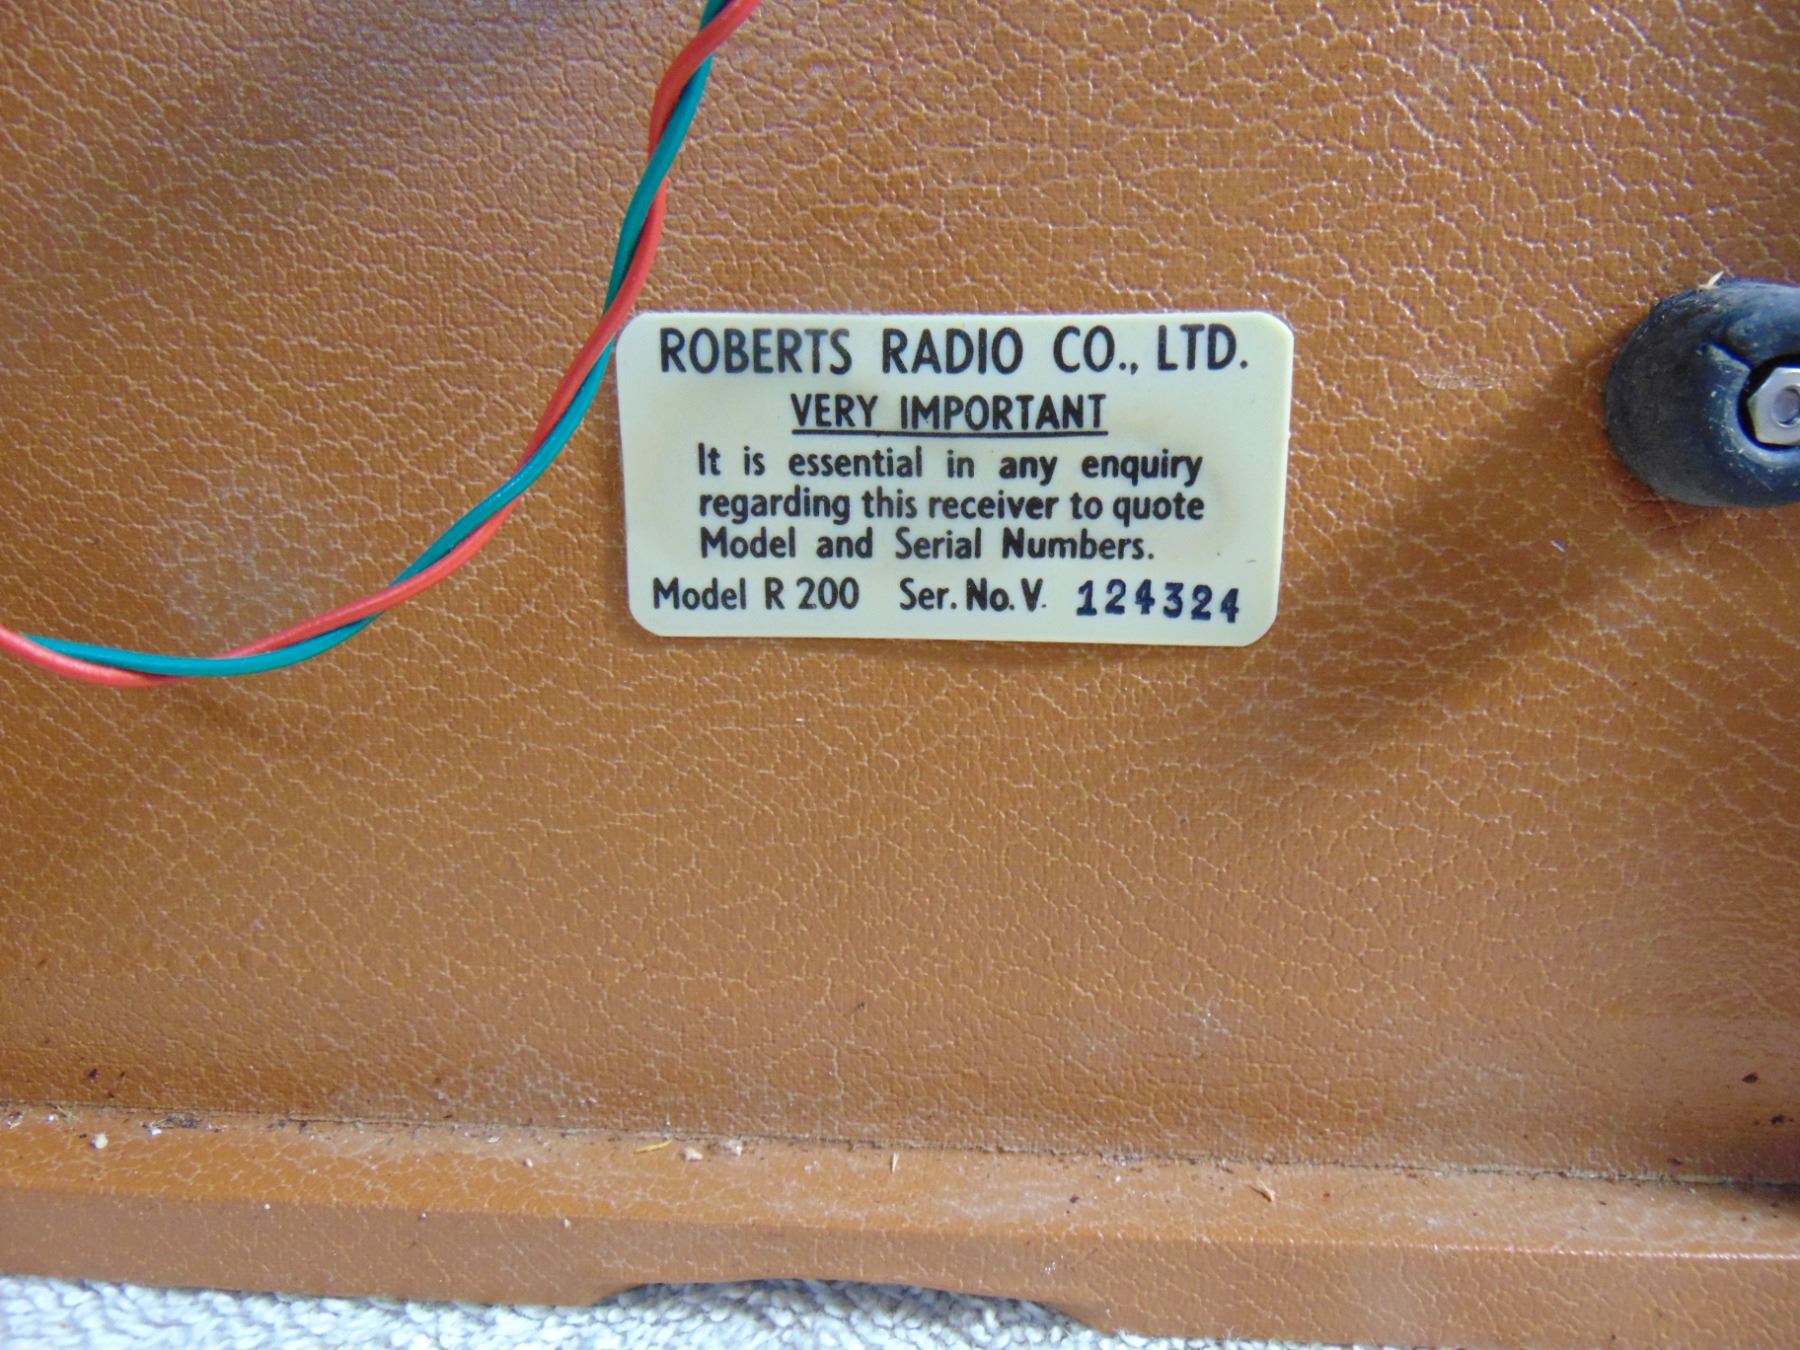 ROBERTS RADIO CO., LTD.
VERY IMPORTANT
It is essential in any enquiry
regarding this receiver to quote
Model and Serial Numbers.
Model R 200 Ser. No. V. 124324